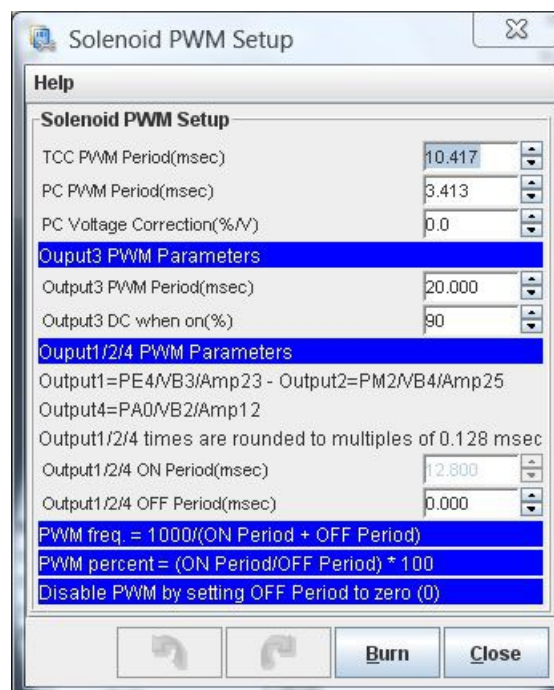 Solenoid PWM Setup
Help
Solenoid PWM Setup
TCC PWM Period(msec) 10.417
PC PWM Period(msec) 3.413
PC Voltage Correction(%/V) 0.0
Ouput3 PWM Parameters
Output3 PWM Period(msec) 20.000
Output3 DC when on(%) 90
Ouput1/2/4 PWM Parameters
Output1=PE4/VB3/Amp23 - Output2=PM2/VB4/Amp25
Output4=PA0/VB2/Amp12
Output1/2/4 times are rounded to multiples of 0.128 msec
Output1/2/4 ON Period(msec) 12.800
Output1/2/4 OFF Period(msec) 0.000
PWM freq. = 1000/(ON Period + OFF Period)
PWM percent = (ON Period/OFF Period) * 100
Disable PWM by setting OFF Period to zero (0)
Burn Close